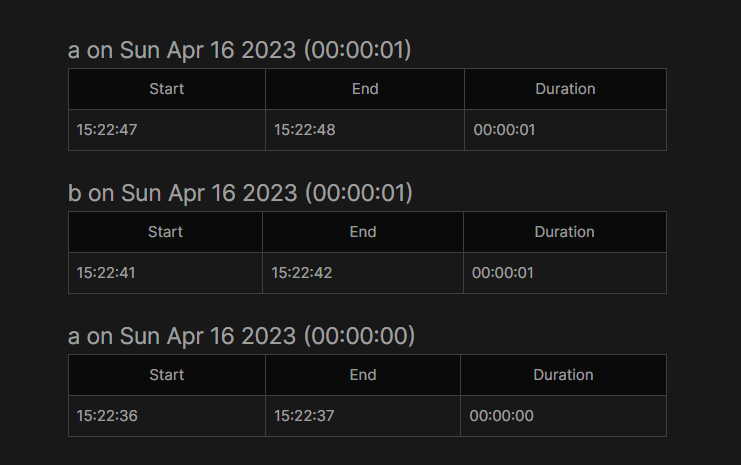 a on Sun Apr 16 2023 (00:00:01)
Start End Duration
15:22:47 15:22:48 00:00:01
b on Sun Apr 16 2023 (00:00:01)
Start End Duration
15:22:41 15:22:42 00:00:01
a on Sun Apr 16 2023 (00:00:00)
Start End Duration
15:22:36 15:22:37 00:00:00